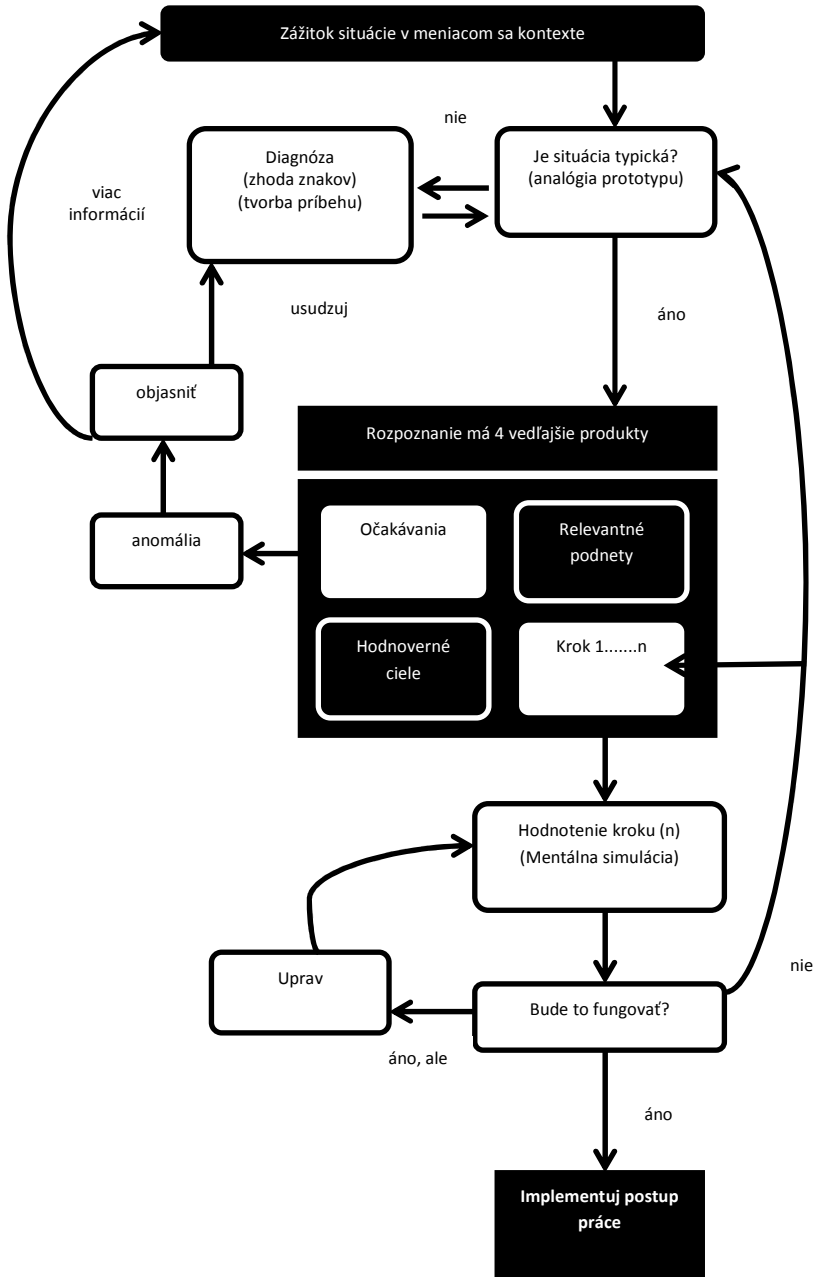 Zážitok situácie v meniacom sa kontexte
nie
Diagnóza
(zhoda znakov)
(tvorba príbehu)
Je situácia typická?
(analógia prototypu)
viac
informácií
usudzuj
áno
objasniť
Rozpoznanie má 4 vedľajšie produkty
anomália
Očakávania
Relevantné
podnety
Hodnoverné
ciele
Krok 1.......n
Hodnotenie kroku (n)
(Mentálna simulácia)
Uprav
Bude to fungovať?
nie
áno, ale
áno
Implementuj postup
práce